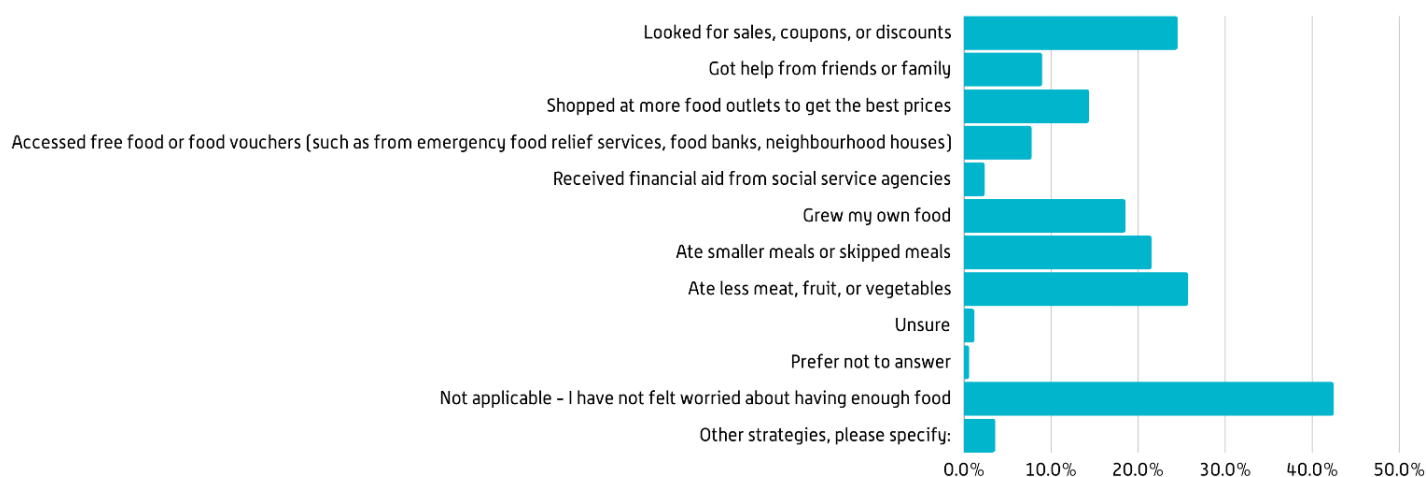 Looked for sales, coupons, or discounts
Got help from friends or family
Shopped at more food outlets to get the best prices
Accessed free food or food vouchers (such as from emergency food relief services, food banks, neighbourhood houses)
Received financial aid from social service agencies
Grew my own food
Ate smaller meals or skipped meals
Ate less meat, fruit, or vegetables
Unsure
Prefer not to answer
Not applicable - I have not felt worried about having enough food
Other strategies, please specify:
0.0% 10.0% 20.0% 30.0% 40.0% 50.0%